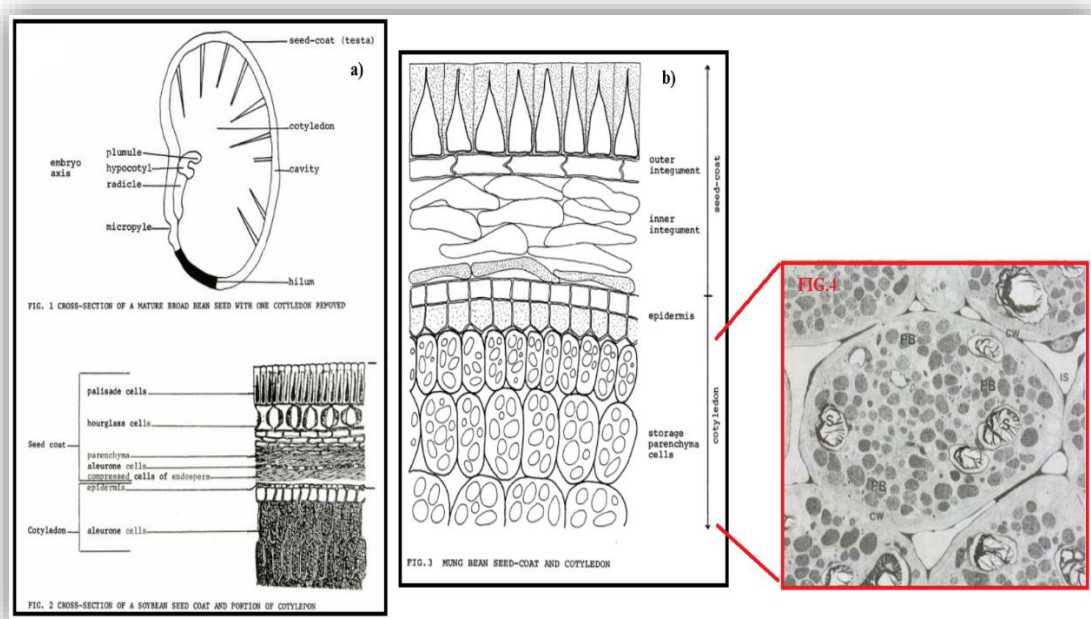 a)
seed-coat (testa)
cotyledon
plumule
embryo
axis
hypocotyl
radicle
cavity
micropyle
hilum
FIG. 1 CROSS-SECTION OF A MATURE BROAD BEAN SEED WITH ONE COTYLEDON REMOVED
Seed coat
palisade cells
hourglass cells
parenchyma
aleurone cells
compressed cells of endosperm
Cotyledon
epidermis
aleurone cells
FIG. 2 CROSS-SECTION OF A SOYBEAN SEED COAT AND PORTION OF COTYLEDON
b)
outer
integument
inner
integument
seed-coat
epidermis
storage
parenchyma
cells
cotyledon
FIG.3 MUNG BEAN SEED-COAT AND COTYLEDON
FIG.4
CW
PB
IS
PB
S
S
PB
CW